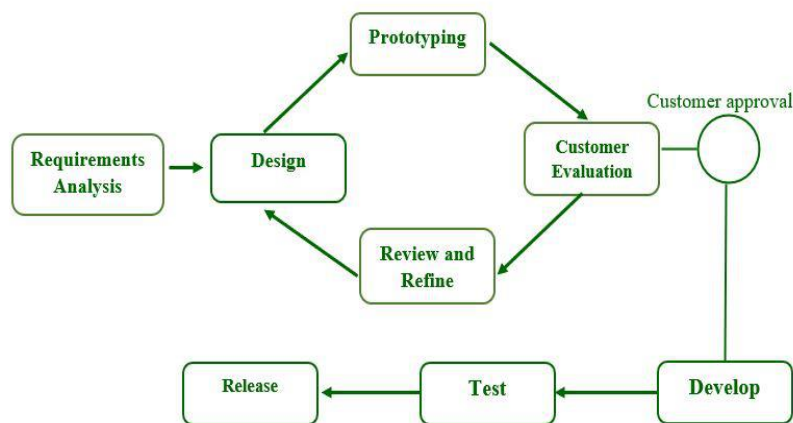 Prototyping
Customer approval
Requirements
Analysis
Design
Customer
Evaluation
Review and
Refine
Release
Test
Develop